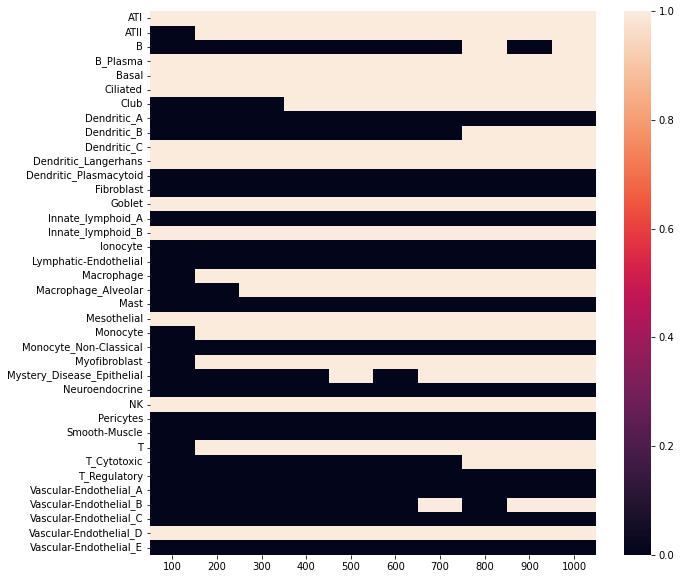 ATI
ATII
B
B_Plasma
Basal
Ciliated
Club
Dendritic_A
Dendritic_B
Dendritic_C
Dendritic_Langerhans
Dendritic_Plasmacytoid
Fibroblast
Goblet
Innate_lymphoid_A
Innate_lymphoid_B
Ionocyte
Lymphatic-Endothelial
Macrophage
Macrophage_Alveolar
Mast
Mesothelial
Monocyte
Monocyte_Non-Classical
Myofibroblast
Mystery_Disease_Epithelial
Neuroendocrine
NK
Pericytes
Smooth-Muscle
T
T_Cytotoxic
T_Regulatory
Vascular-Endothelial_A
Vascular-Endothelial_B
Vascular-Endothelial_C
Vascular-Endothelial_D
Vascular-Endothelial_E
100 200 300 400 500 600 700 800 900 1000
1.0
0.8
0.6
0.4
0.2
0.0